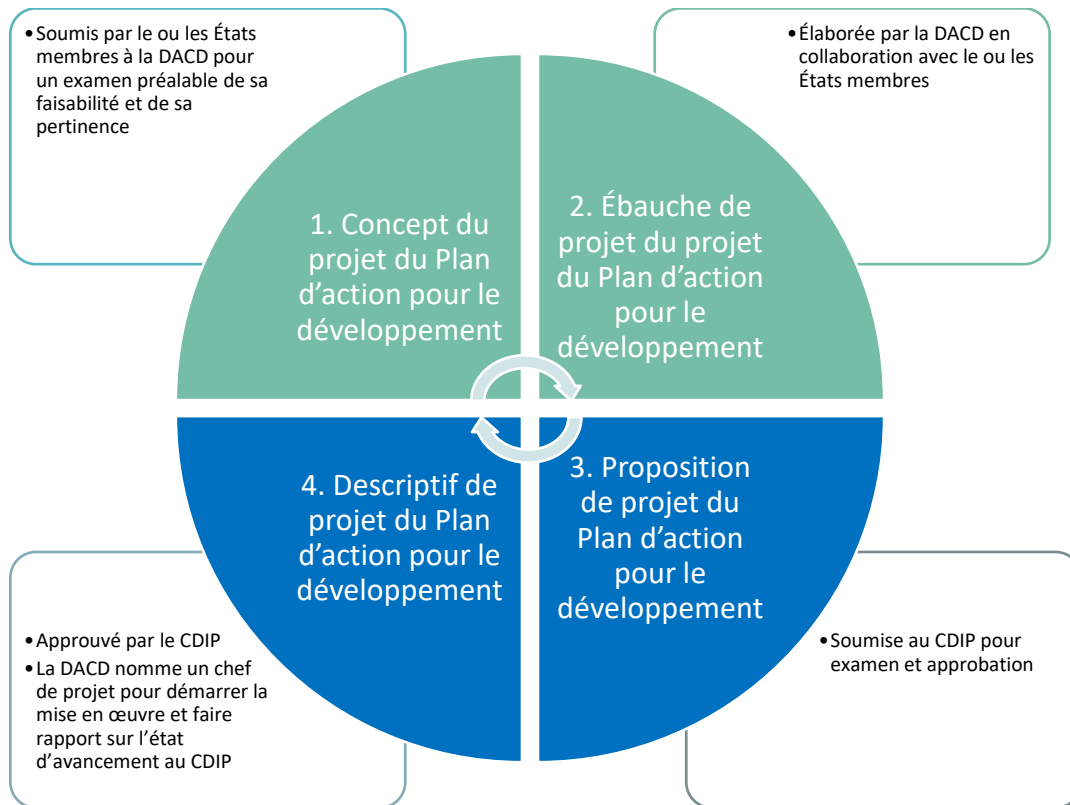 •Soumis par le ou les États
membres à la DACD pour
un examen préalable de sa
faisabilité et de sa
pertinence
•Élaborée par la DACD en
collaboration avec le ou les
États membres
1. Concept du
projet du Plan
d’action pour le
développement
2. Ébauche de
projet du projet
du Plan d’action
pour le
développement
4. Descriptif de
projet du Plan
d’action pour le
développement
3. Proposition
de projet du
Plan d’action
pour le
développement
•Approuvé par le CDIP
•La DACD nomme un chef
de projet pour démarrer la
mise en œuvre et faire
rapport sur l’état
d’avancement au CDIP
•Soumise au CDIP pour
examen et approbation